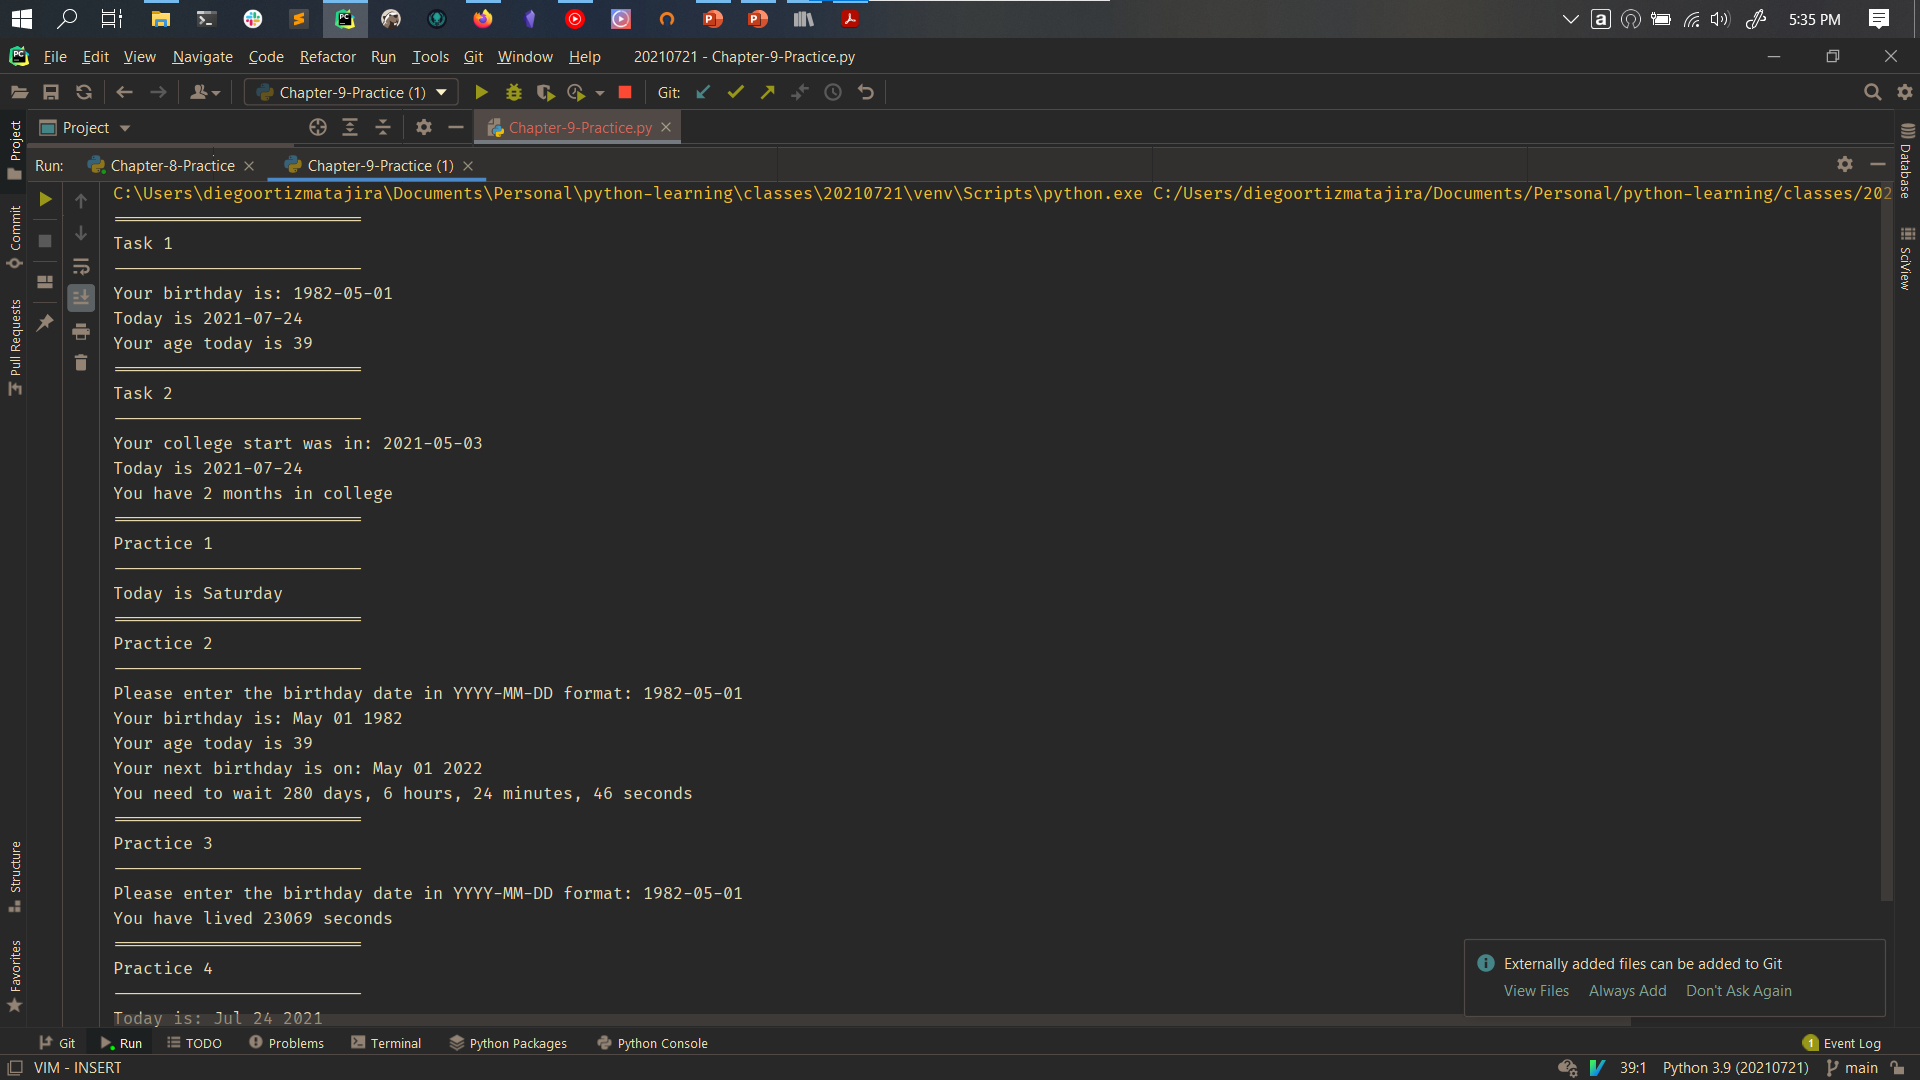 5:35 PM
File Edit View Navigate Code Refactor Run Tools Git Window Help 20210721 - Chapter-9-Practice.py
Chapter-9-Practice (1) Git:
Project Chapter-9-Practice.py
Run: Chapter-8-Practice Chapter-9-Practice (1)
C:\Users\diegoortizmatajira\Documents\Personal\python-learning\classes\20210721\venv\Scripts\python.exe C:/Users/diegoortizmatajira/Documents/Personal/python-learning/classes/202
=========================
Task 1
-------------------------
Your birthday is: 1982-05-01
Today is 2021-07-24
Your age today is 39
=========================
Task 2
-------------------------
Your college start was in: 2021-05-03
Today is 2021-07-24
You have 2 months in college
=========================
Practice 1
-------------------------
Today is Saturday
=========================
Practice 2
-------------------------
Please enter the birthday date in YYYY-MM-DD format: 1982-05-01
Your birthday is: May 01 1982
Your age today is 39
Your next birthday is on: May 01 2022
You need to wait 280 days, 6 hours, 24 minutes, 46 seconds
=========================
Practice 3
-------------------------
Please enter the birthday date in YYYY-MM-DD format: 1982-05-01
You have lived 23069 seconds
=========================
Practice 4
-------------------------
Today is: Jul 24 2021
Project
Commit
Pull Requests
Structure
Favorites
Database
SciView
Externally added files can be added to Git
View Files Always Add Don't Ask Again
Git Run TODO Problems Terminal Python Packages Python Console 1 Event Log
VIM - INSERT 39:1 Python 3.9 (20210721) main